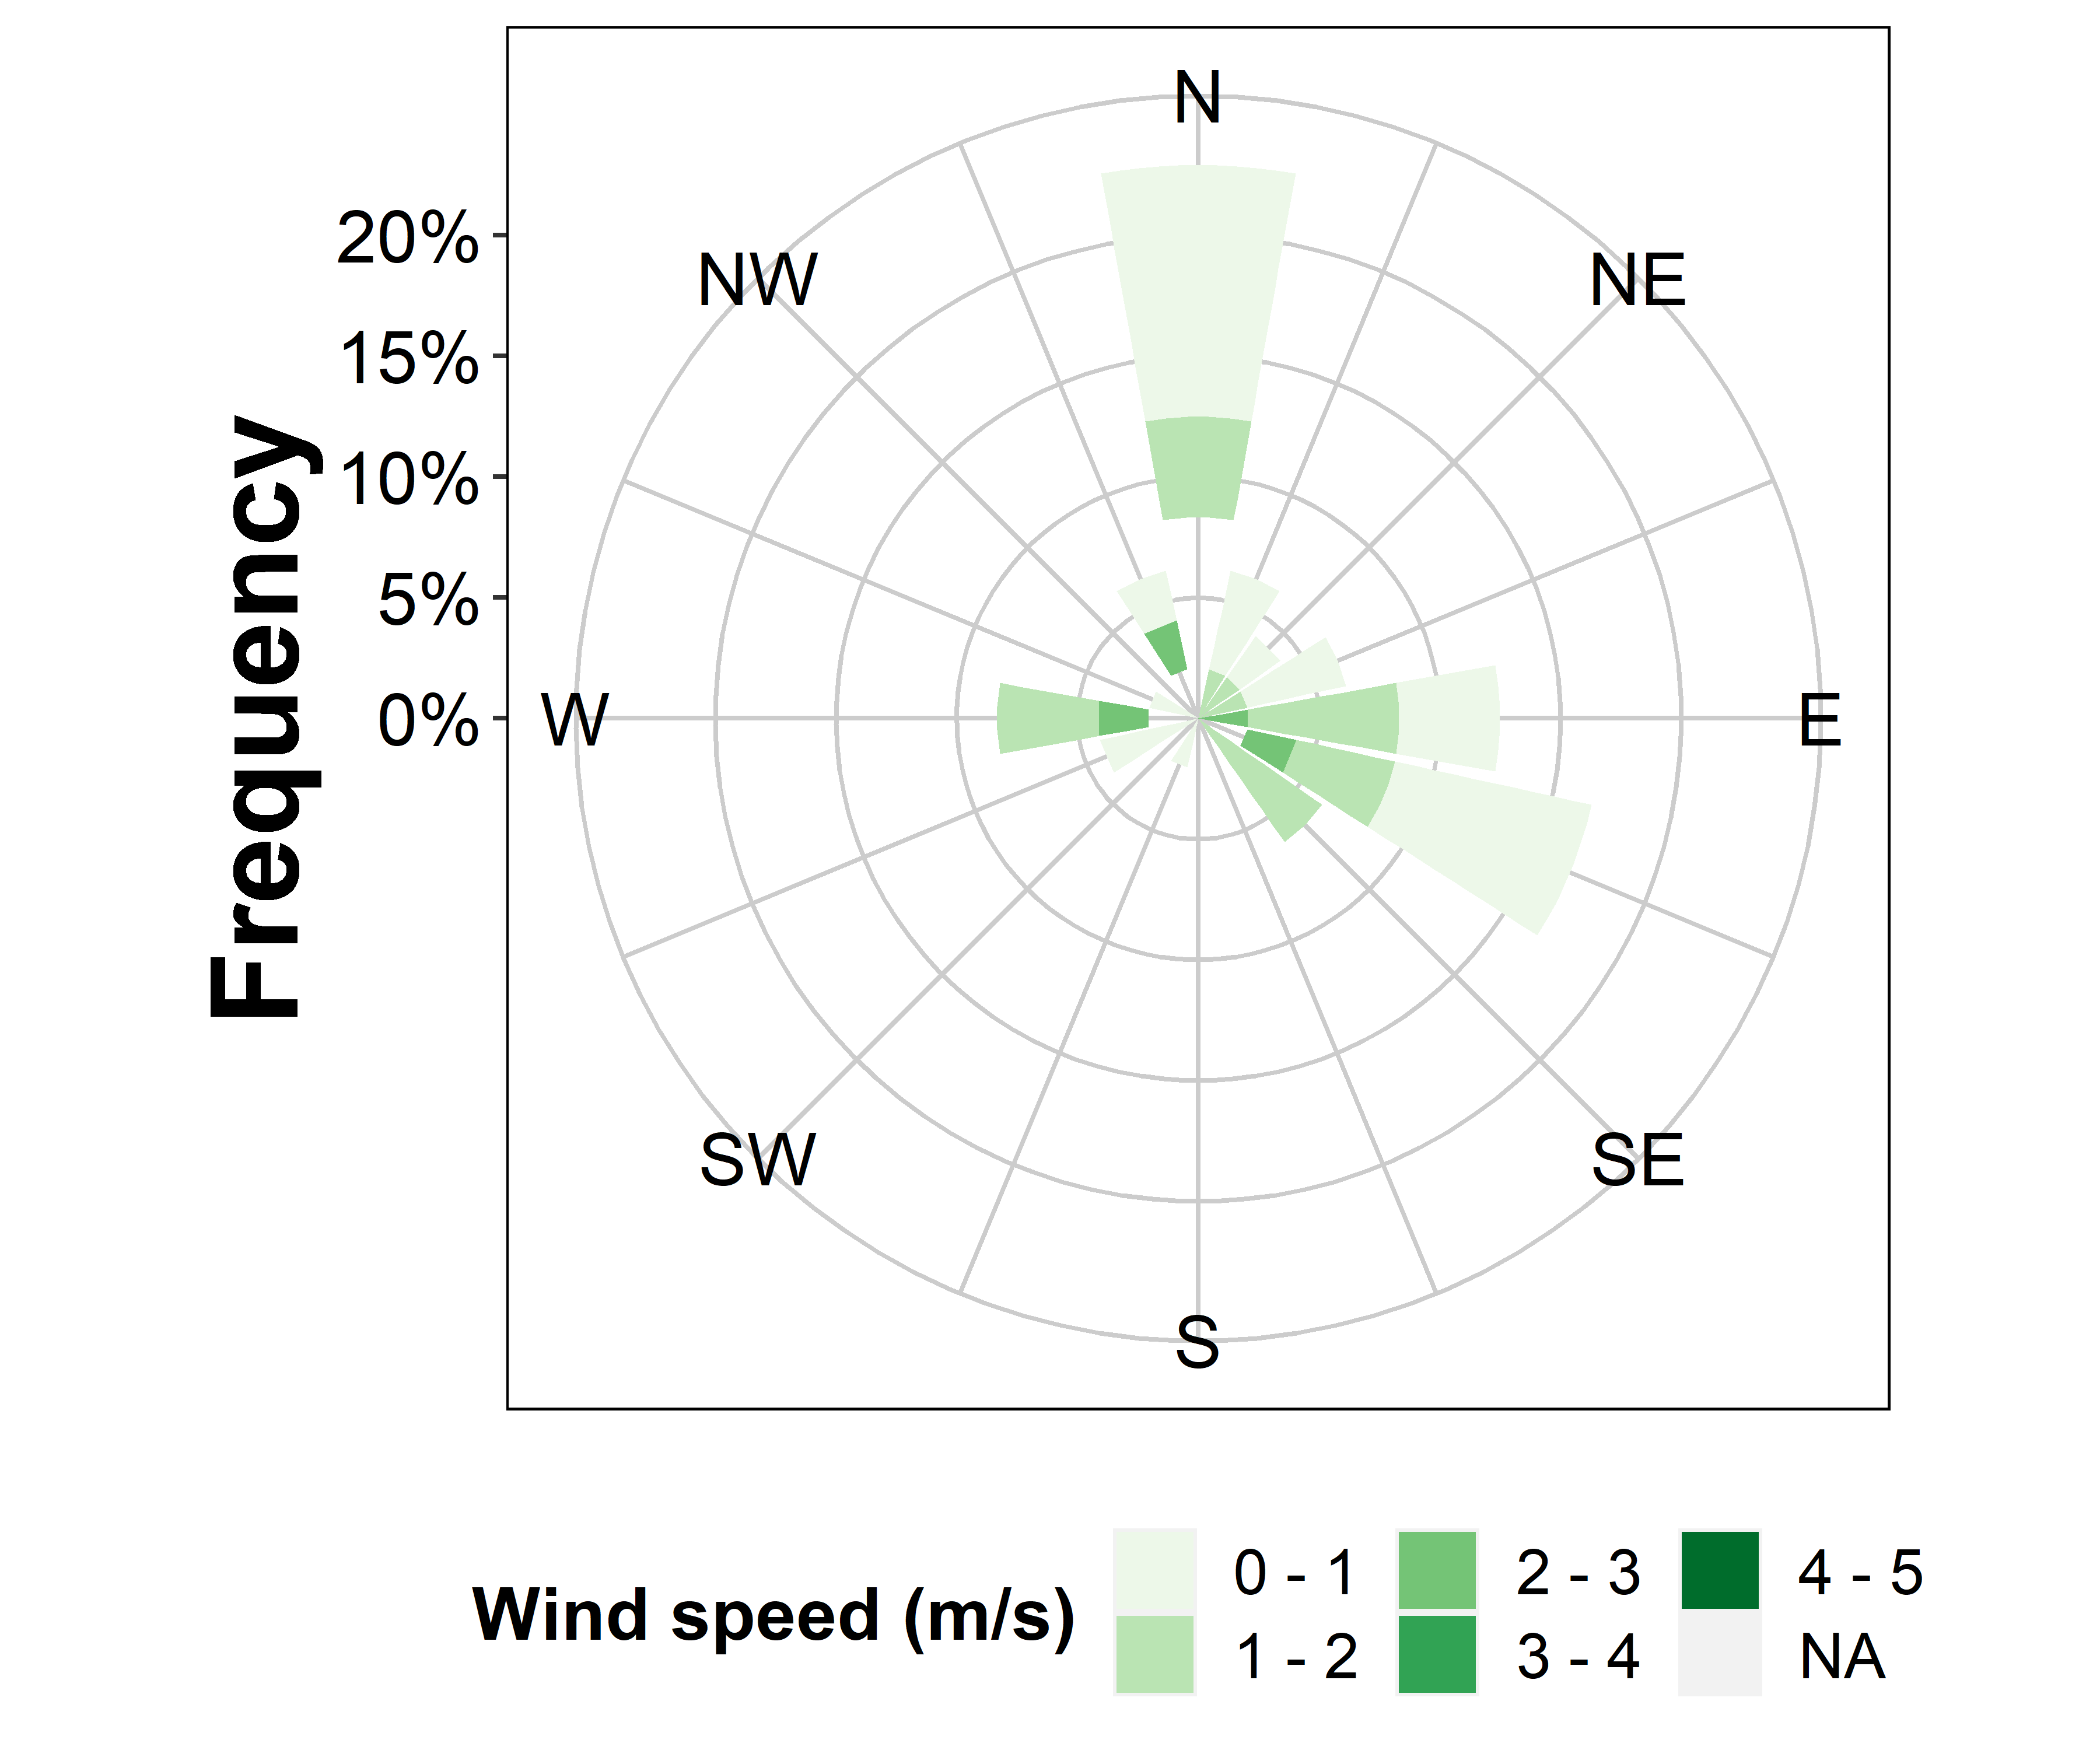 N
NW
NE
W
E
SW
SE
S
20%
15%
10%
5%
0%
Frequency
Wind speed (m/s)
0 - 1
2 - 3
4 - 5
1 - 2
3 - 4
NA